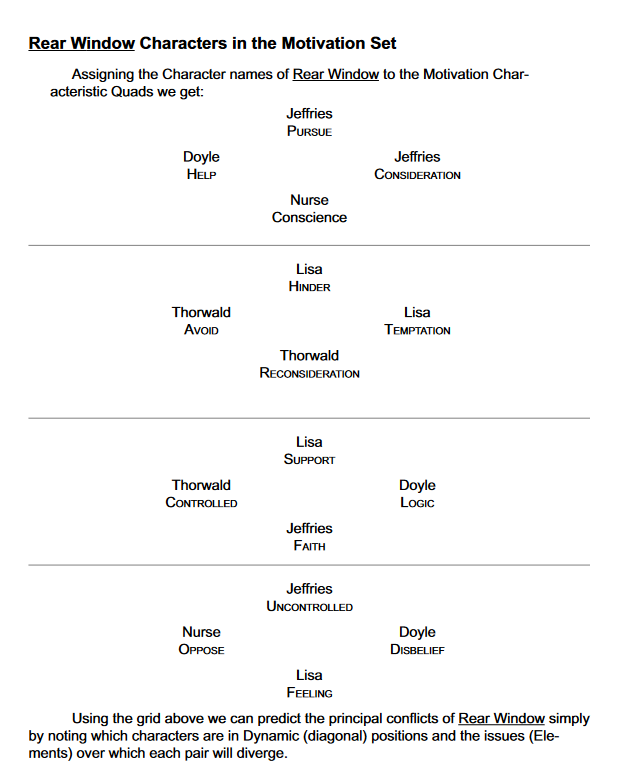 Rear Window Characters in the Motivation Set
Assigning the Character names of Rear Window to the Motivation Char-
acteristic Quads we get:
Jeffries
PURSUE
Doyle Jeffries
HELP CONSIDERATION
Nurse
Conscience
Lisa
HINDER
Thorwald Lisa
AVOID TEMPTATION
Thorwald
RECONSIDERATION
Lisa
SUPPORT
Thorwald Doyle
CONTROLLED LOGIC
Jeffries
FAITH
Jeffries
UNCONTROLLED
Nurse Doyle
OPPOSE DISBELIEF
Lisa
FEELING
Using the grid above we can predict the principal conflicts of Rear Window simply
by noting which characters are in Dynamic (diagonal) positions and the issues (Ele-
ments) over which each pair will diverge.